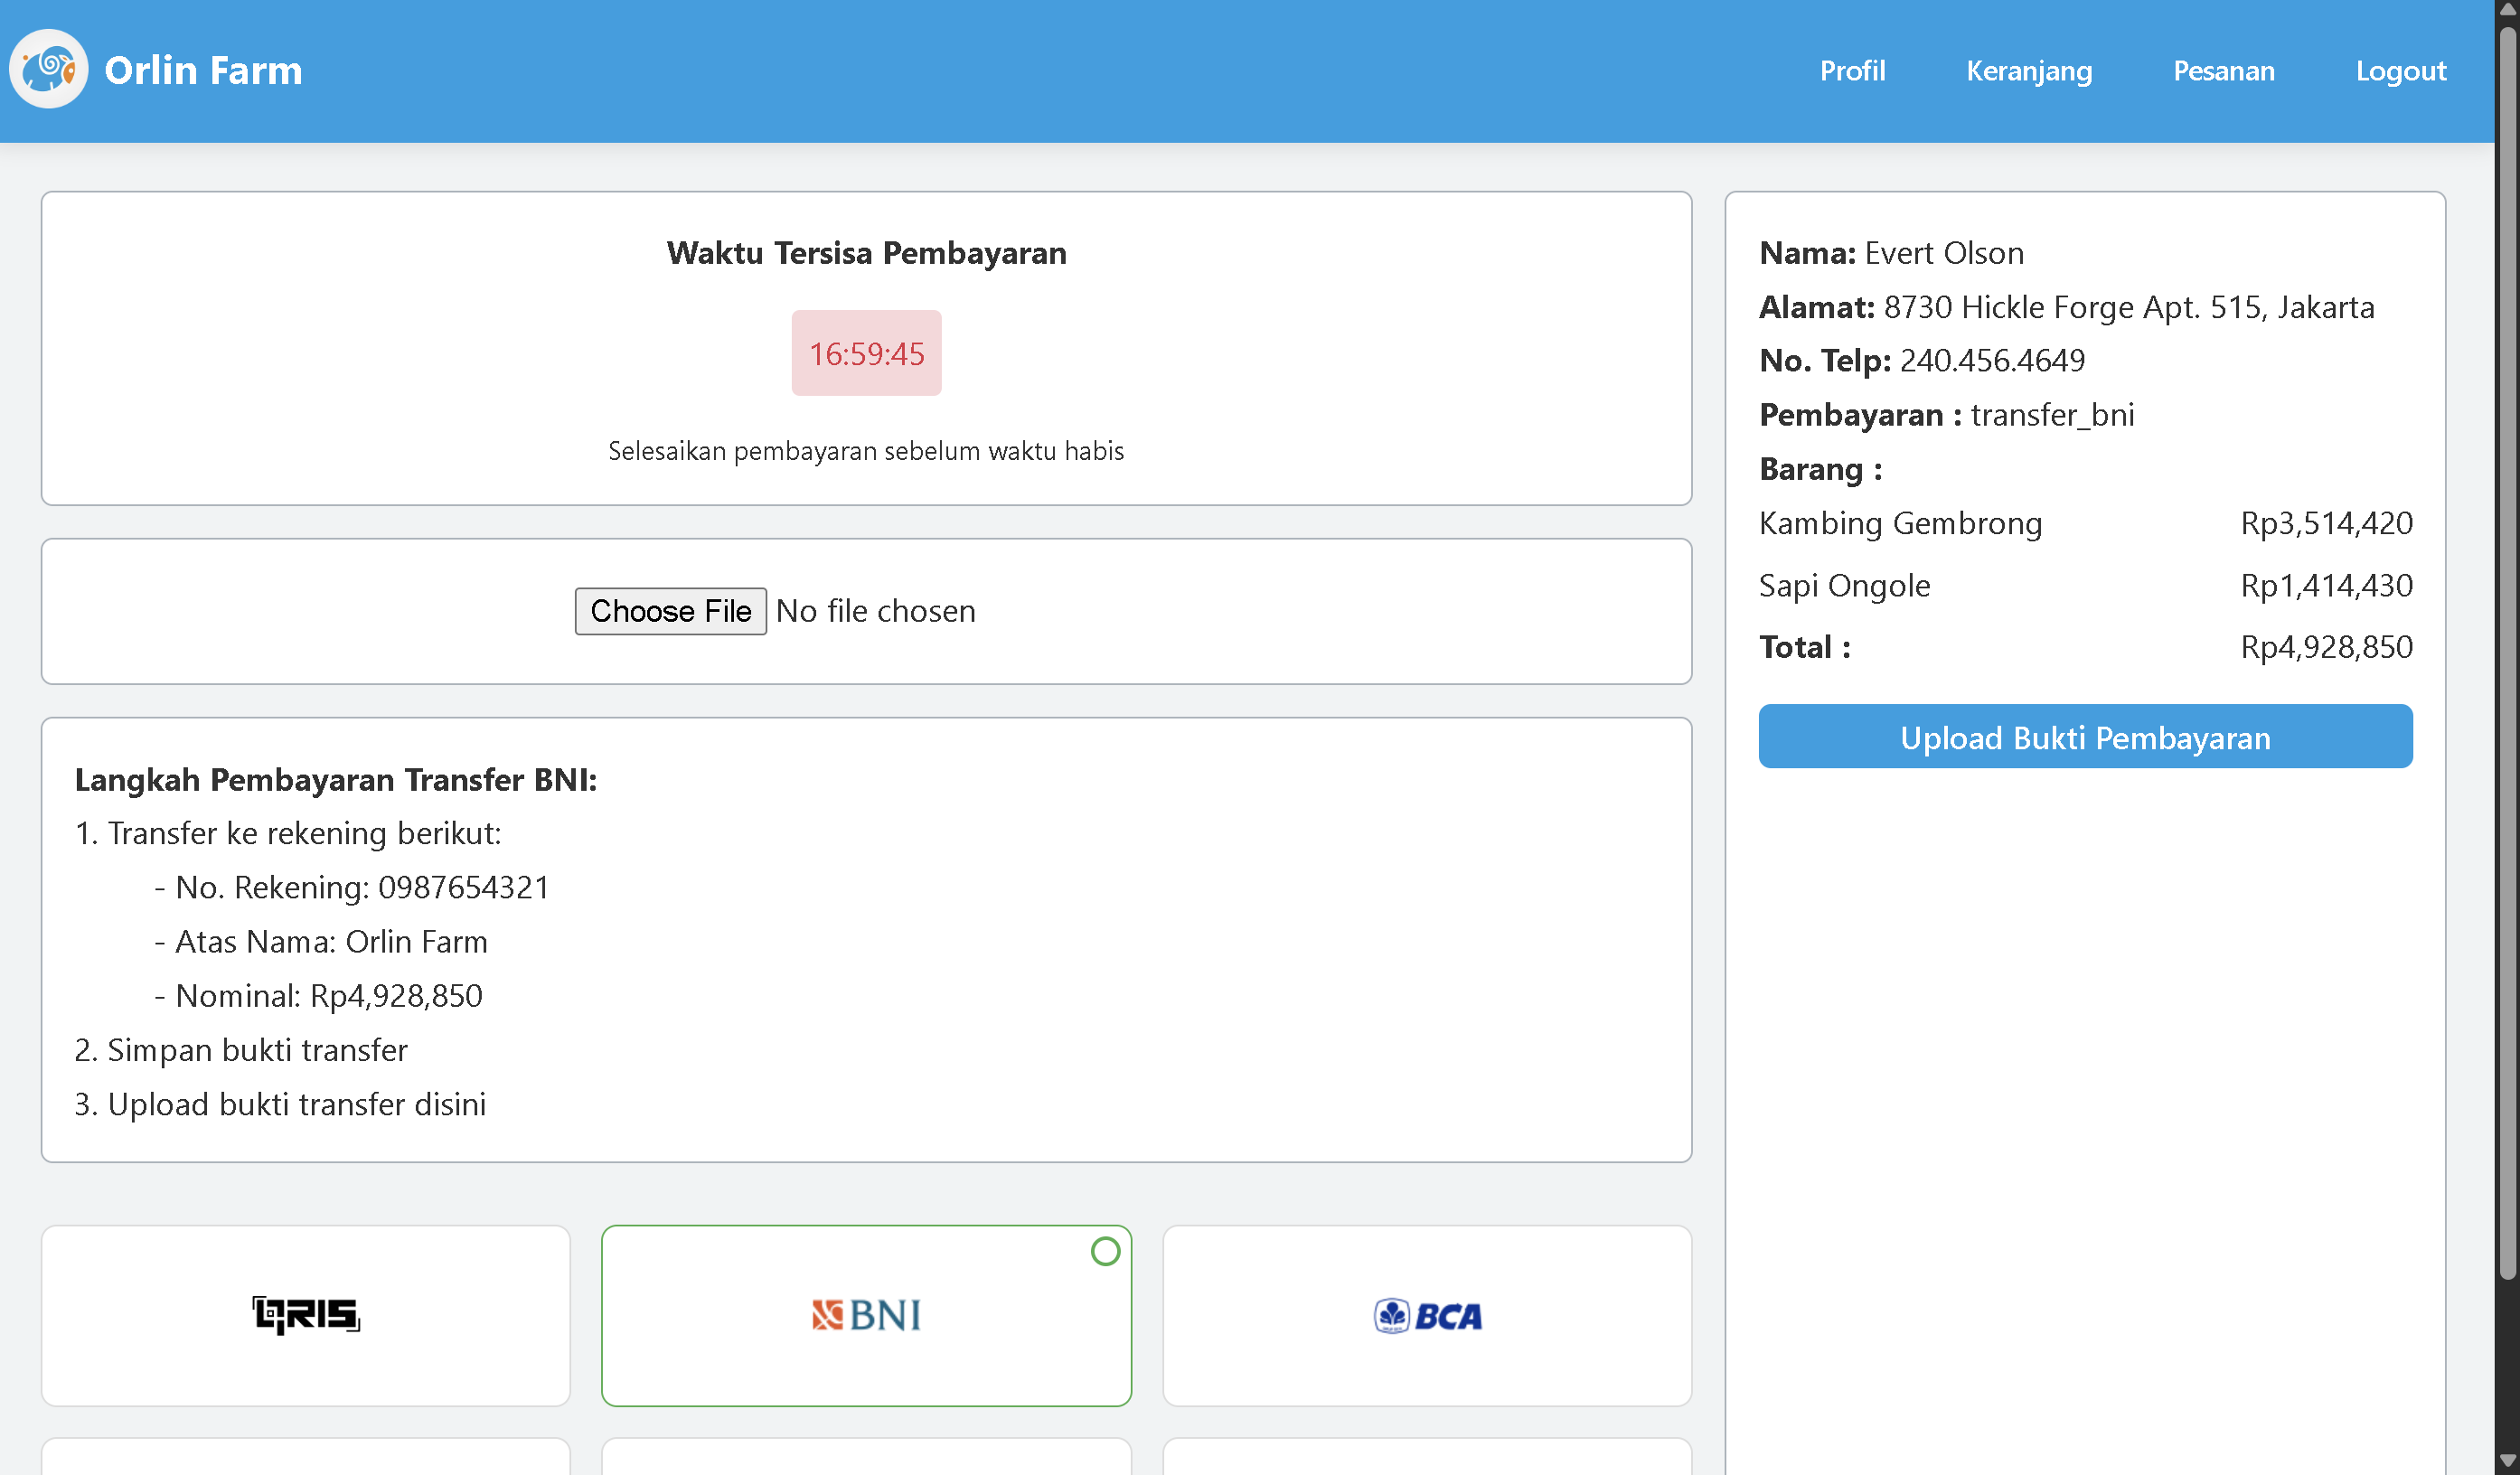 Orlin Farm
Profil
Keranjang
Pesanan
Logout
Waktu Tersisa Pembayaran
16:59:45
Selesaikan pembayaran sebelum waktu habis
Choose File No file chosen
Langkah Pembayaran Transfer BNI:
1. Transfer ke rekening berikut:
- No. Rekening: 0987654321
- Atas Nama: Orlin Farm
- Nominal: Rp4,928,850
2. Simpan bukti transfer
3. Upload bukti transfer disini
QRIS
BNI
BCA
Nama: Evert Olson
Alamat: 8730 Hickle Forge Apt. 515, Jakarta
No. Telp: 240.456.4649
Pembayaran : transfer_bni
Barang :
Kambing Gembrong Rp3,514,420
Sapi Ongole Rp1,414,430
Total : Rp4,928,850
Upload Bukti Pembayaran